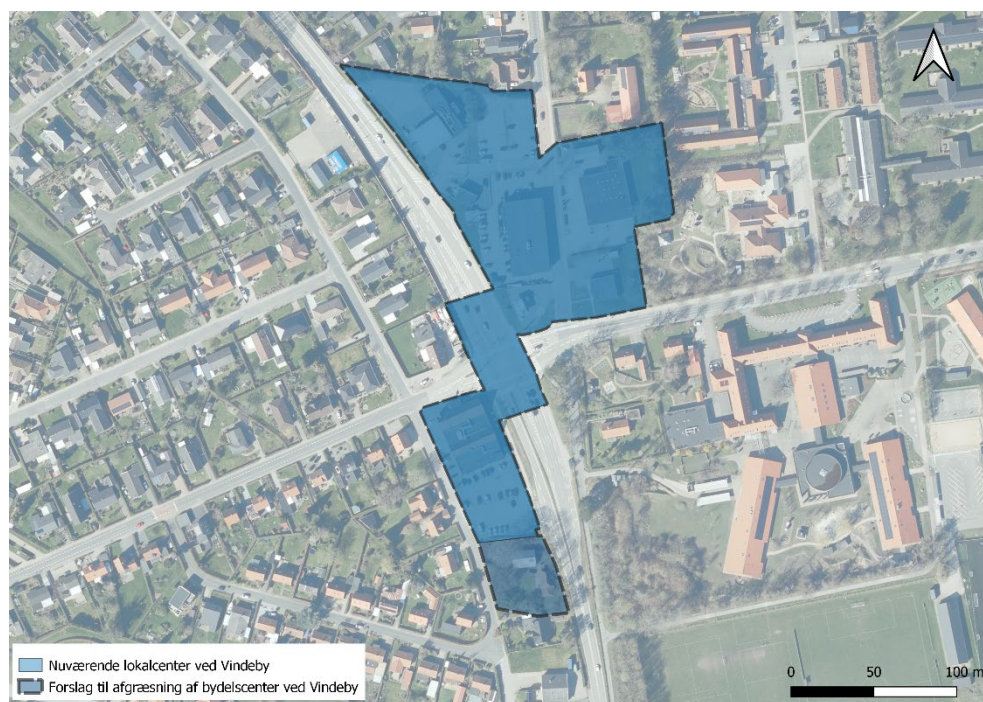 Nuværende lokalcenter ved Vindeby
Forslag til afgræsning af bydelscenter ved Vindeby
0 50 100 m